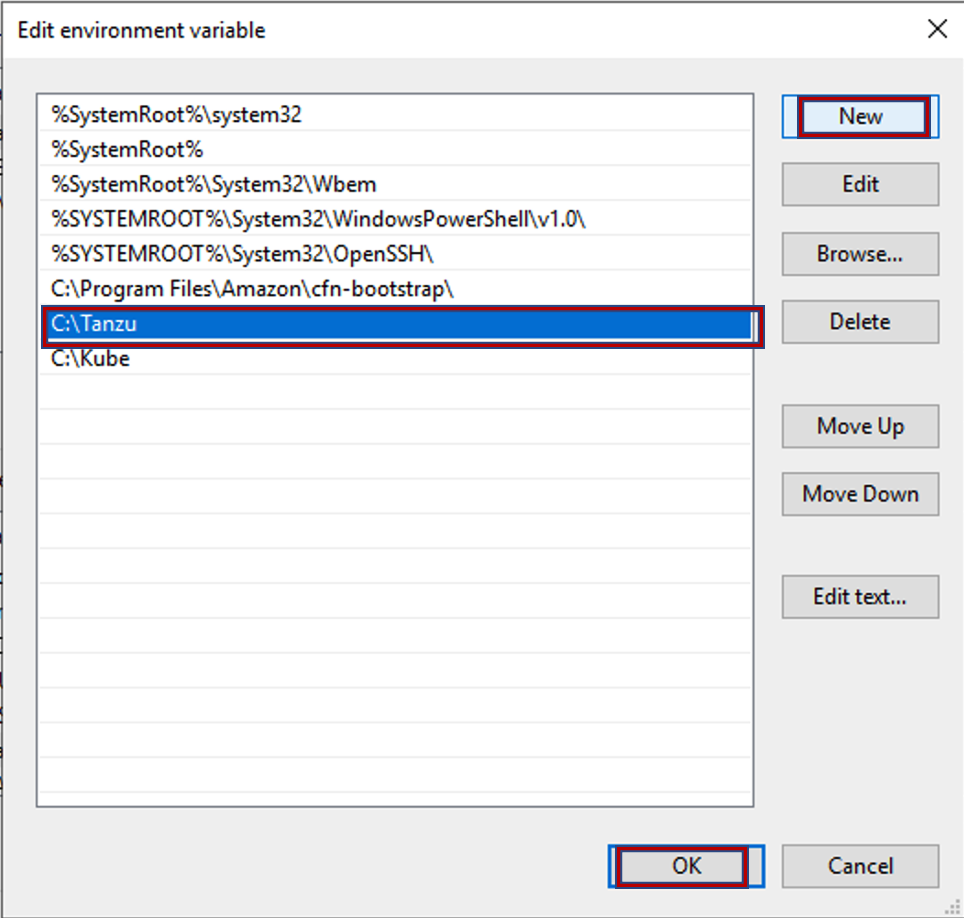 Edit environment variable
%SystemRoot%\system32
%SystemRoot%
%SystemRoot%\System32\Wbem
%SYSTEMROOT%\System32\WindowsPowerShell\v1.0\
%SYSTEMROOT%\System32\OpenSSH\
C:\Program Files\Amazon\cfn-bootstrap\
C:\Tanzu
C:\Kube
New
Edit
Browse...
Delete
Move Up
Move Down
Edit text...
OK
Cancel